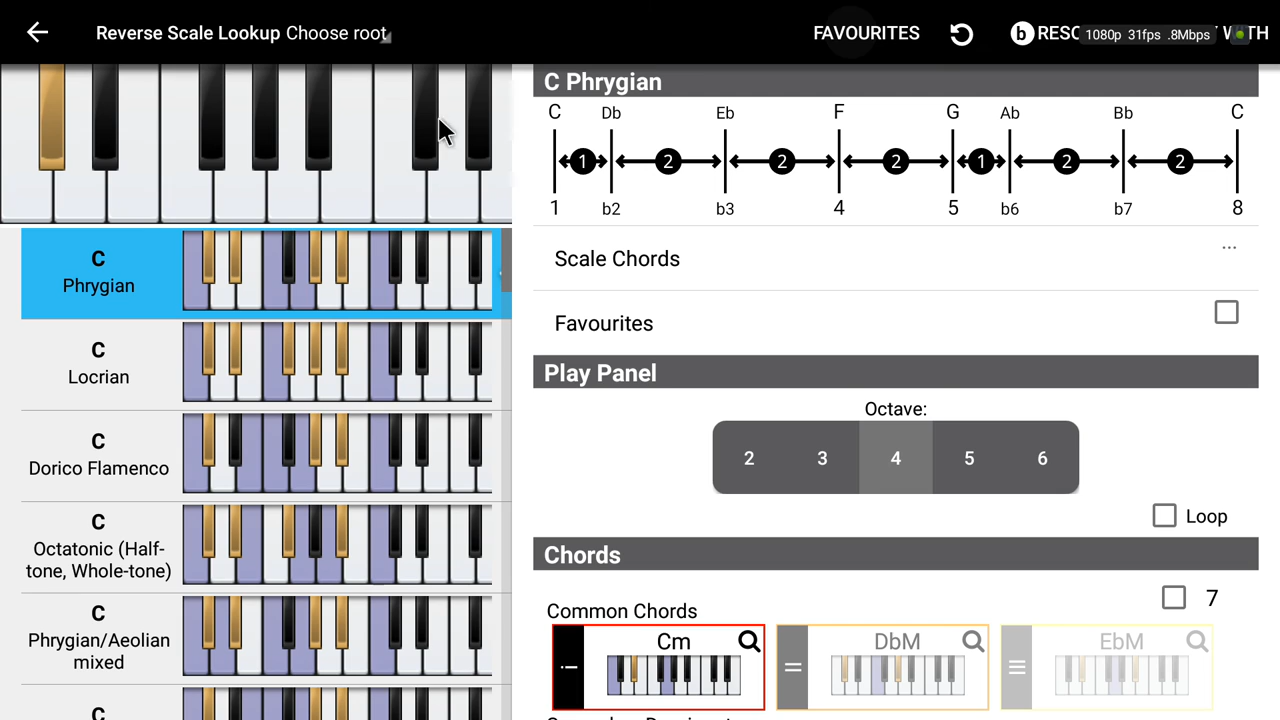 Reverse Scale Lookup Choose root
FAVOURITES
b RESC
1080p 31fps .8Mbps
WITH
C Phrygian
C Db Eb F G Ab Bb C
1 2 2 2 1 2 2
1 b2 b3 4 5 b6 b7 8
Scale Chords
...
Favourites
Play Panel
Octave:
2 3 4 5 6
Loop
Chords
Common Chords
7
Cm
DbM
EbM
C
Phrygian
C
Locrian
C
Dorico Flamenco
C
Octatonic (Half-
tone, Whole-tone)
C
Phrygian/Aeolian
mixed
C